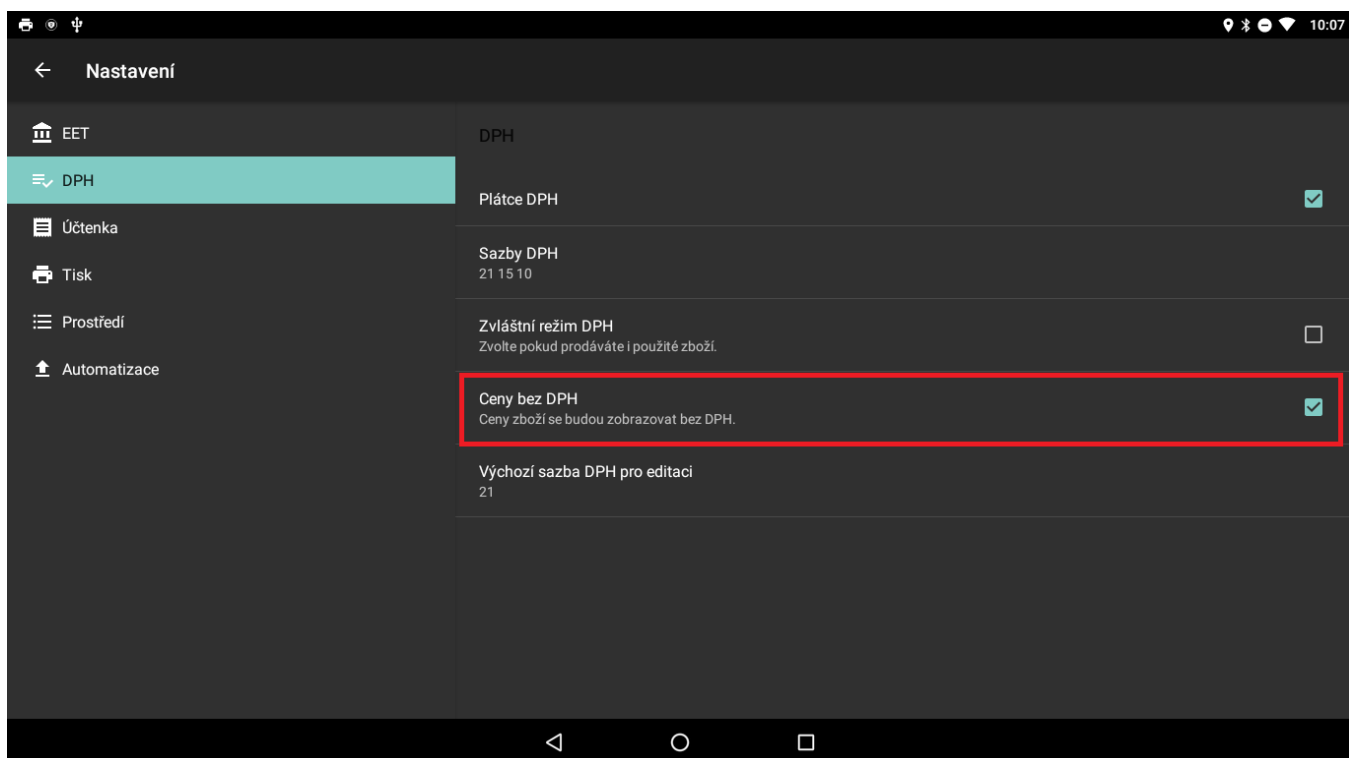 10:07
Nastavení
EET
DPH
Účtenka
Tisk
Prostředí
Automatizace
DPH
Plátce DPH
Sazby DPH
21 15 10
Zvláštní režim DPH
Zvolte pokud prodáváte i použité zboží.
Ceny bez DPH
Ceny zboží se budou zobrazovat bez DPH.
Výchozí sazba DPH pro editaci
21